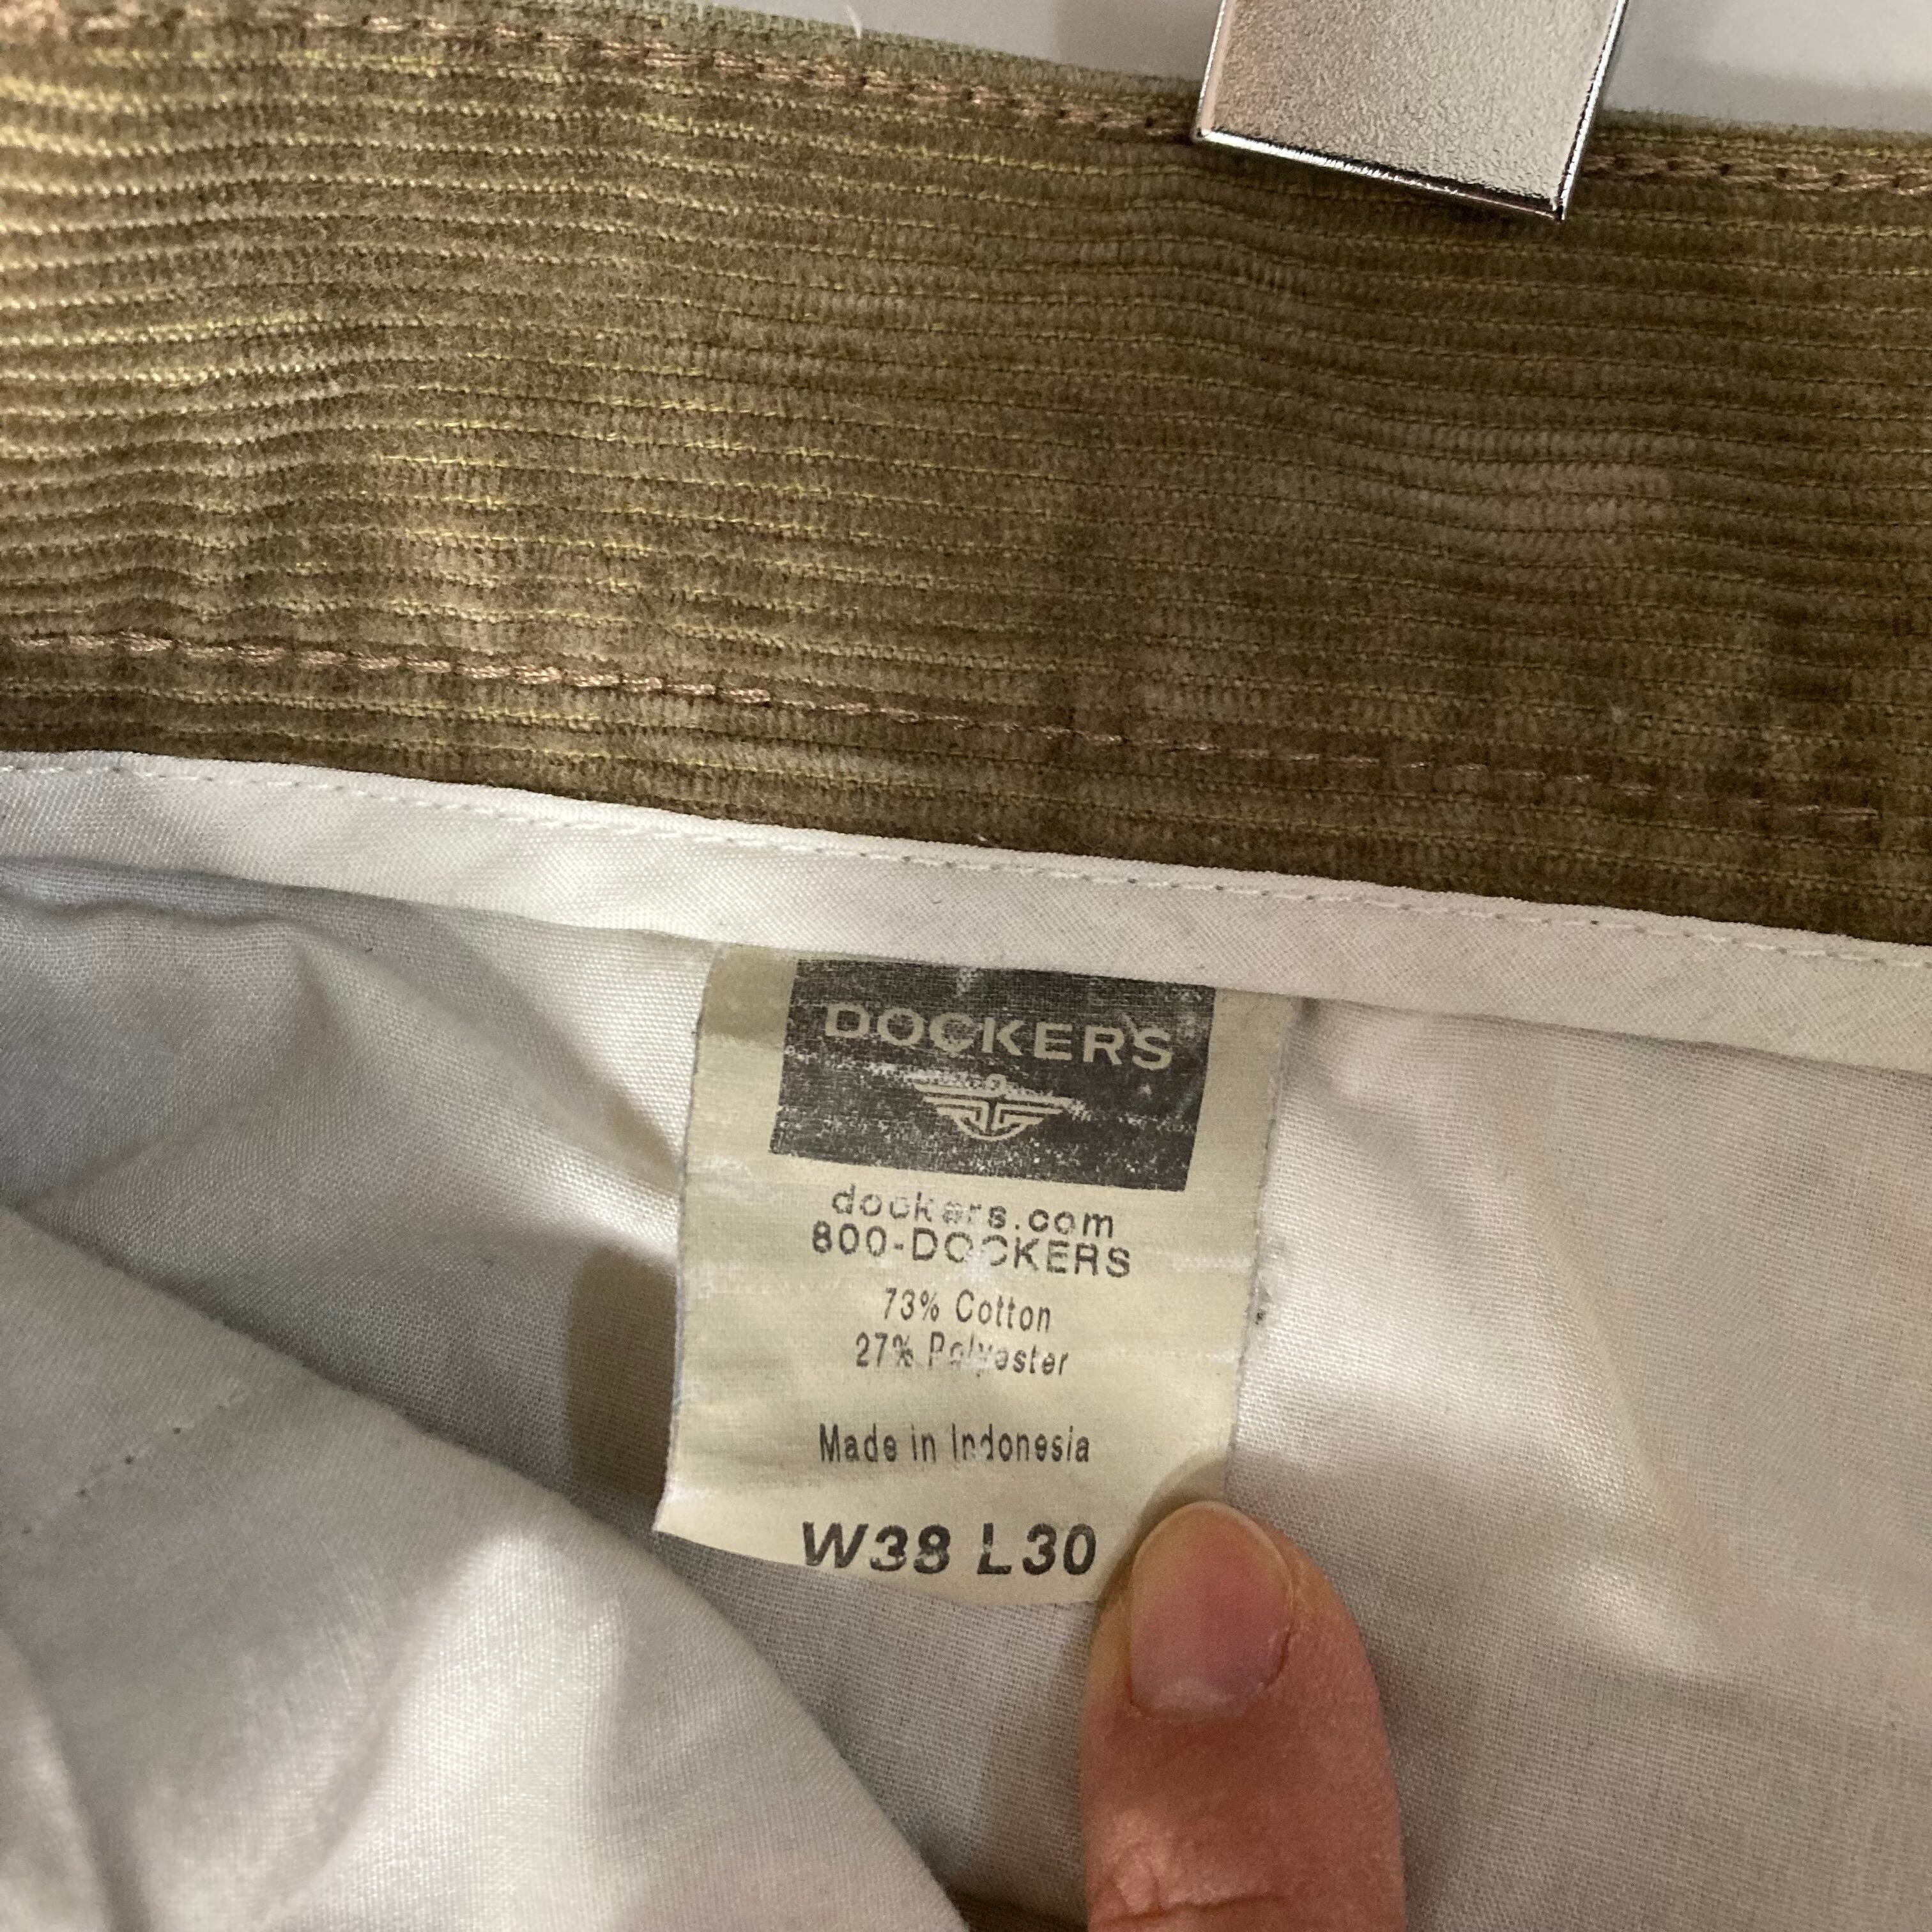 DOCKERS
dockers.com
800-DOCKERS
73% Cotton
27% Polyester
Made in Indonesia
W38 L30